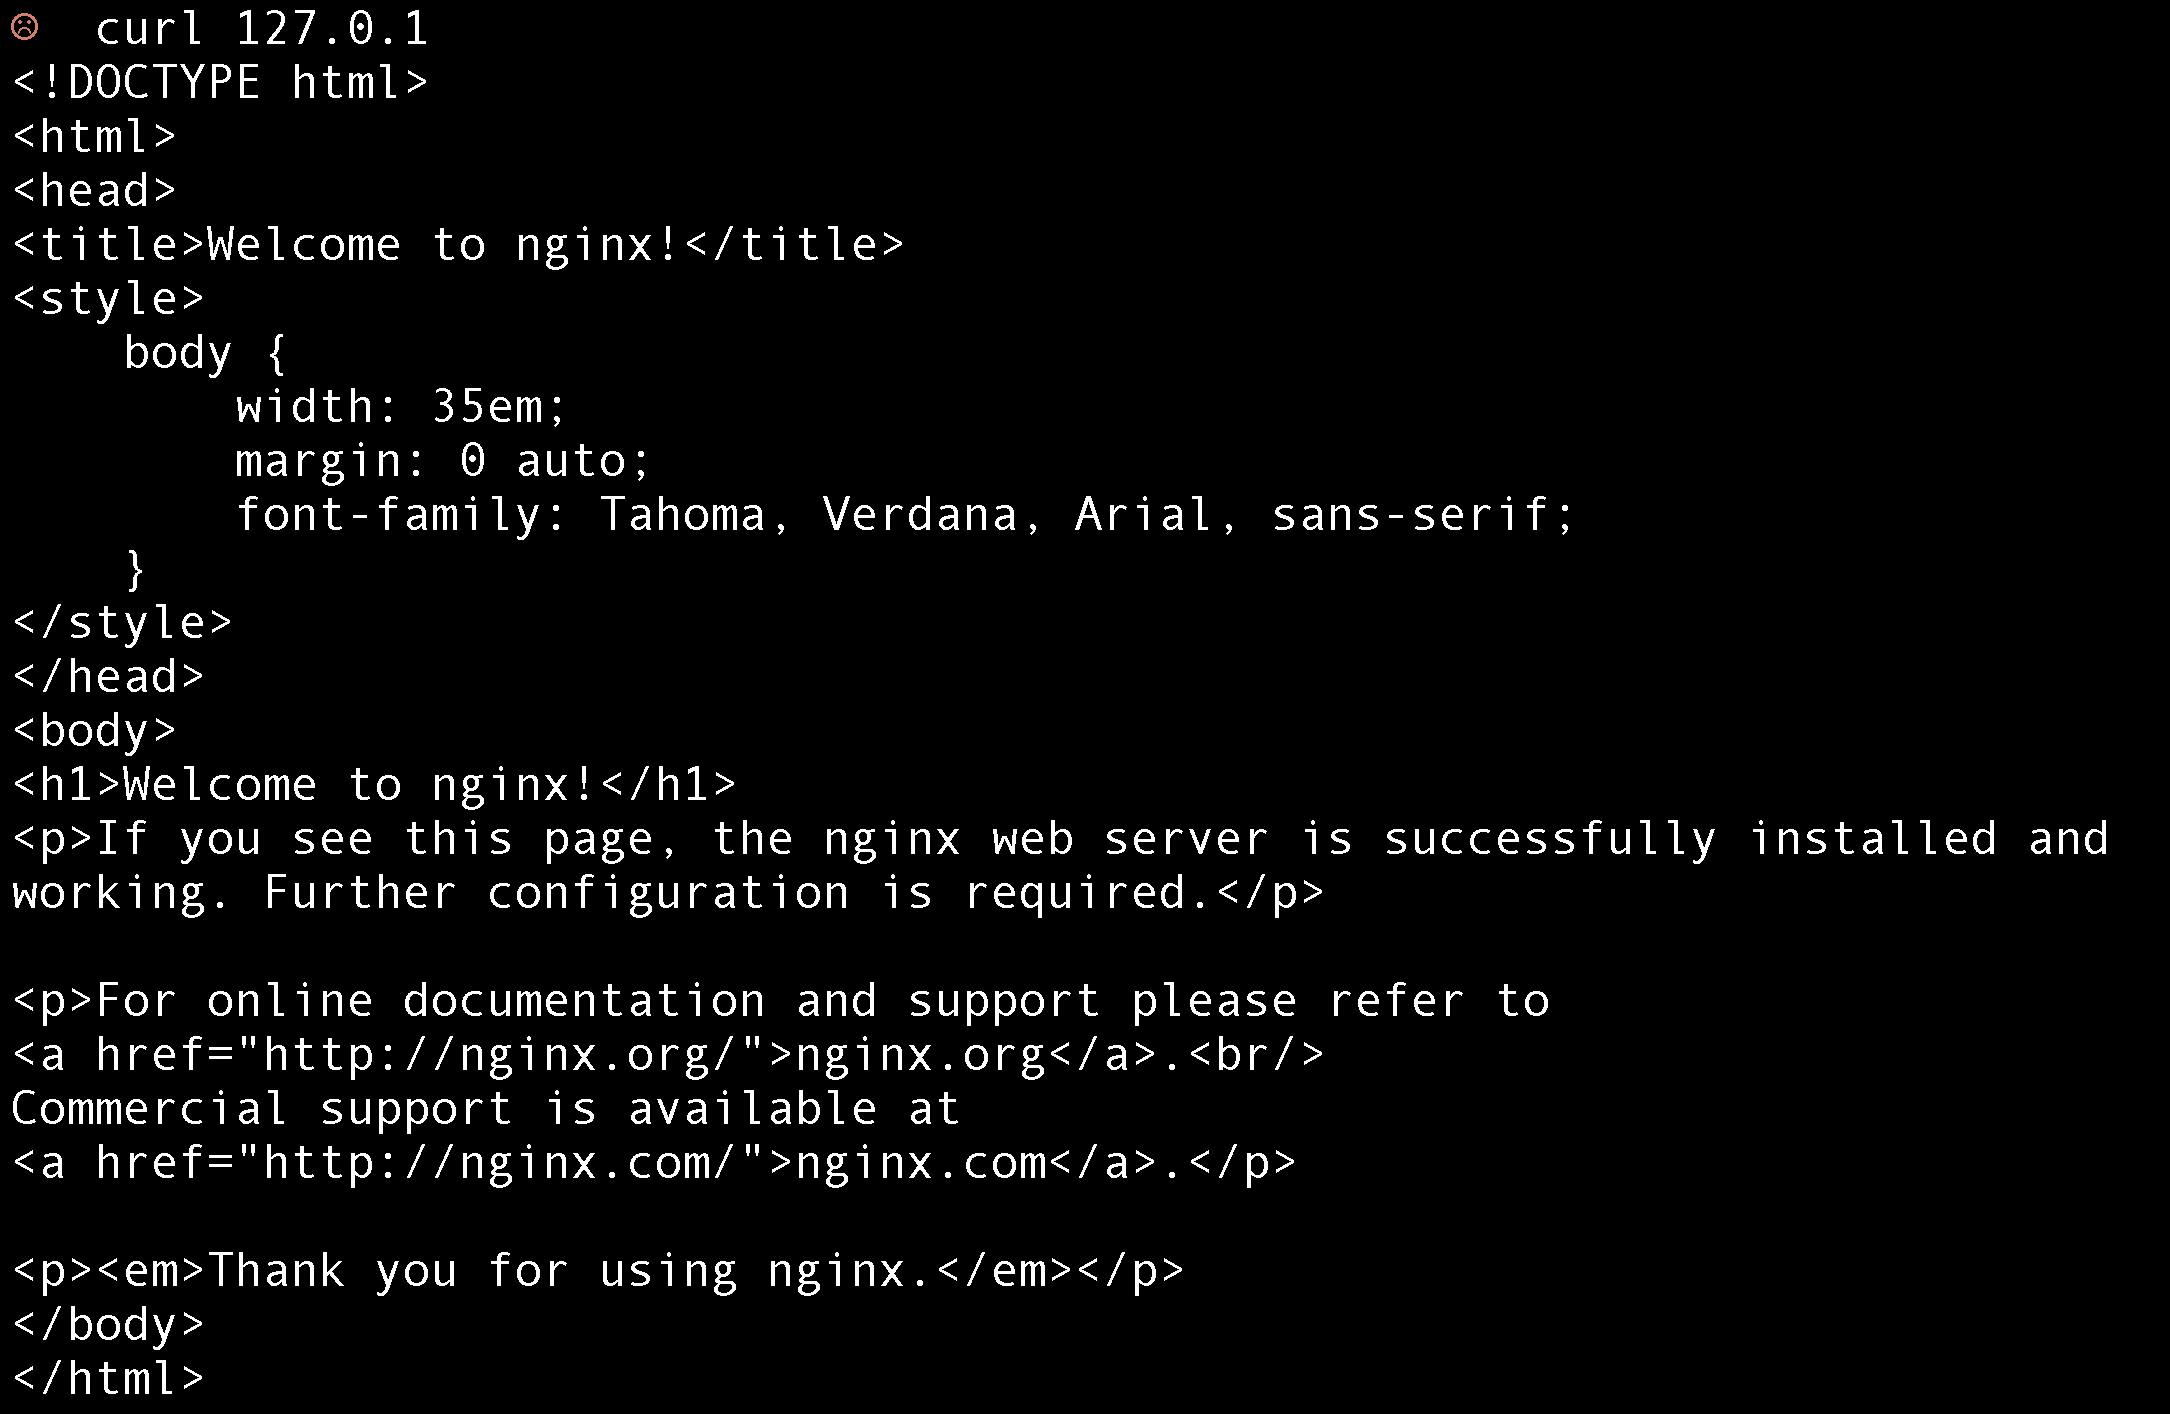 ☹ curl 127.0.1
<!DOCTYPE html>
<html>
<head>
<title>Welcome to nginx!</title>
<style>
    body {
        width: 35em;
        margin: 0 auto;
        font-family: Tahoma, Verdana, Arial, sans-serif;
    }
</style>
</head>
<body>
<h1>Welcome to nginx!</h1>
<p>If you see this page, the nginx web server is successfully installed and
working. Further configuration is required.</p>

<p>For online documentation and support please refer to
<a href="http://nginx.org/">nginx.org</a>.<br/>
Commercial support is available at
<a href="http://nginx.com/">nginx.com</a>.</p>

<p><em>Thank you for using nginx.</em></p>
</body>
</html>